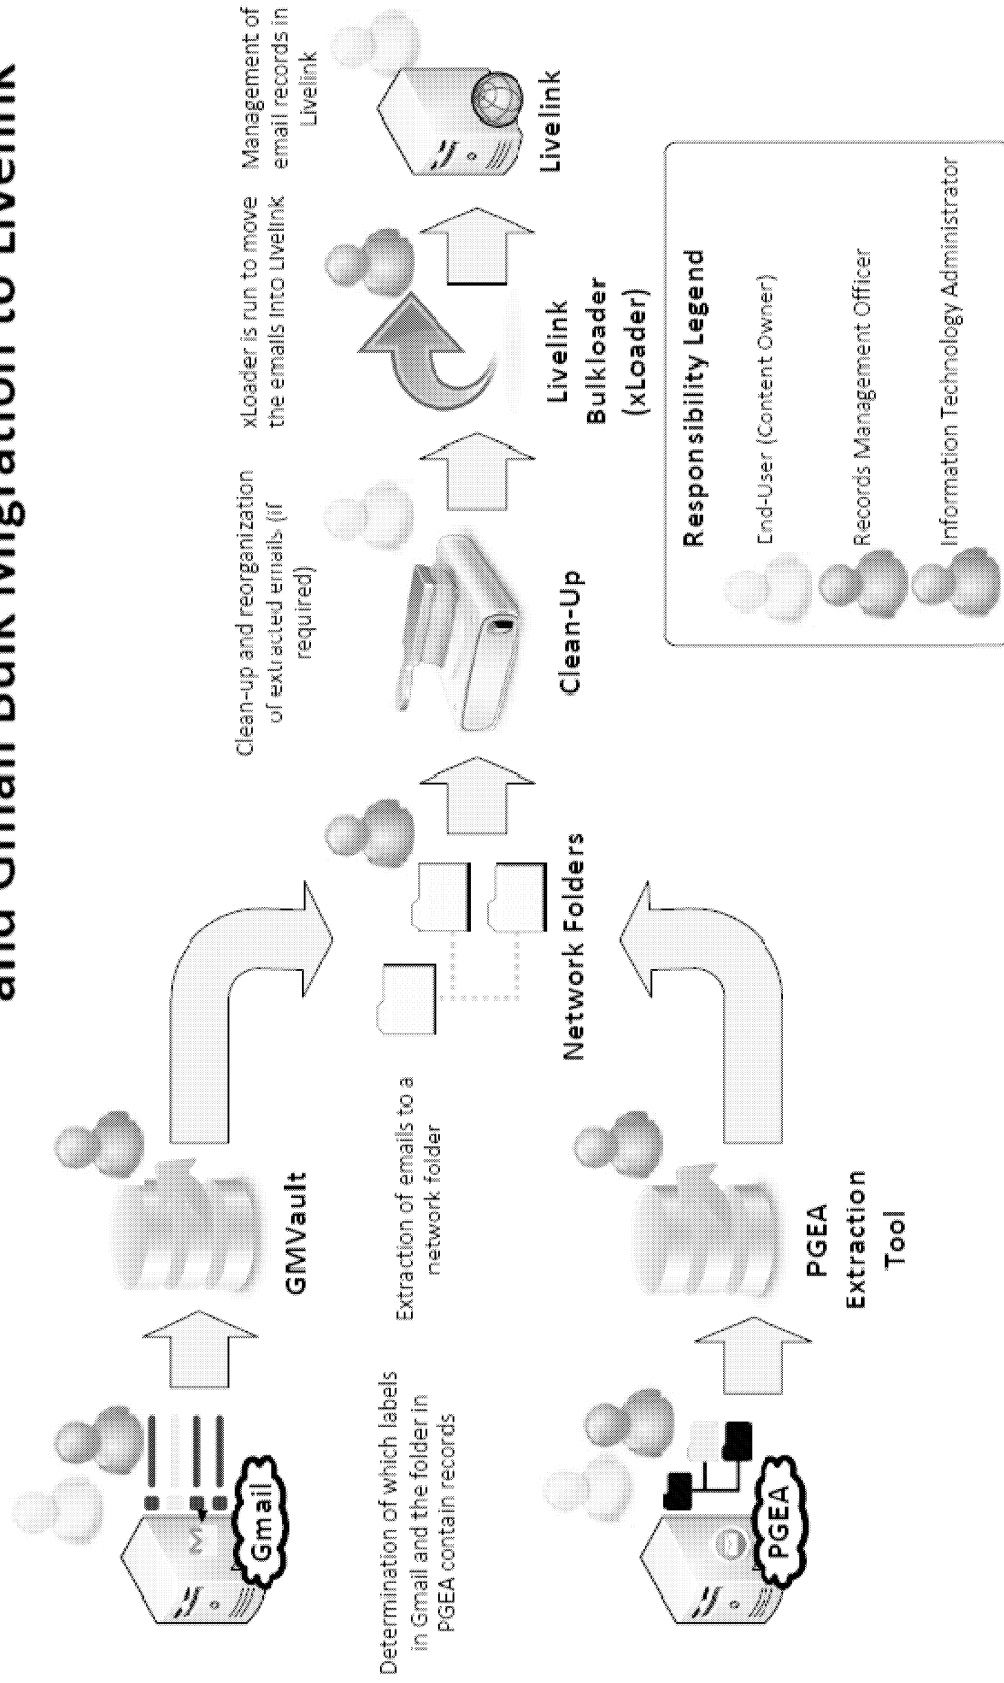 and Gmail Bulk Migration to Livelink
Determination of which labels
in Gmail and the folder in
PGEA contain records
Gmail
PGEA
GMVault
Extraction of emails to a
network folder
PGEA
Extraction
Tool
Network Folders
Clean-up and reorganization
of extracted emails (if
required)
Clean-Up
xLoader is run to move
the emails into Livelink
Livelink
Bulkloader
(xLoader)
Management of
email records in
Livelink
Livelink
Responsibility Legend
End-User (Content Owner)
Records Management Officer
Information Technology Administrator